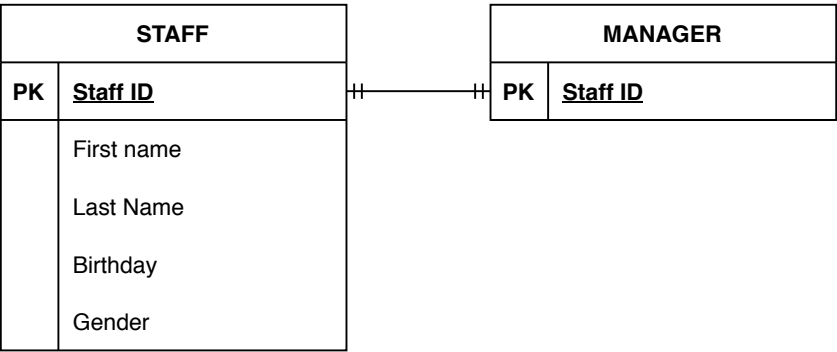 STAFF
PK Staff ID
First name
Last Name
Birthday
Gender
MANAGER
PK Staff ID